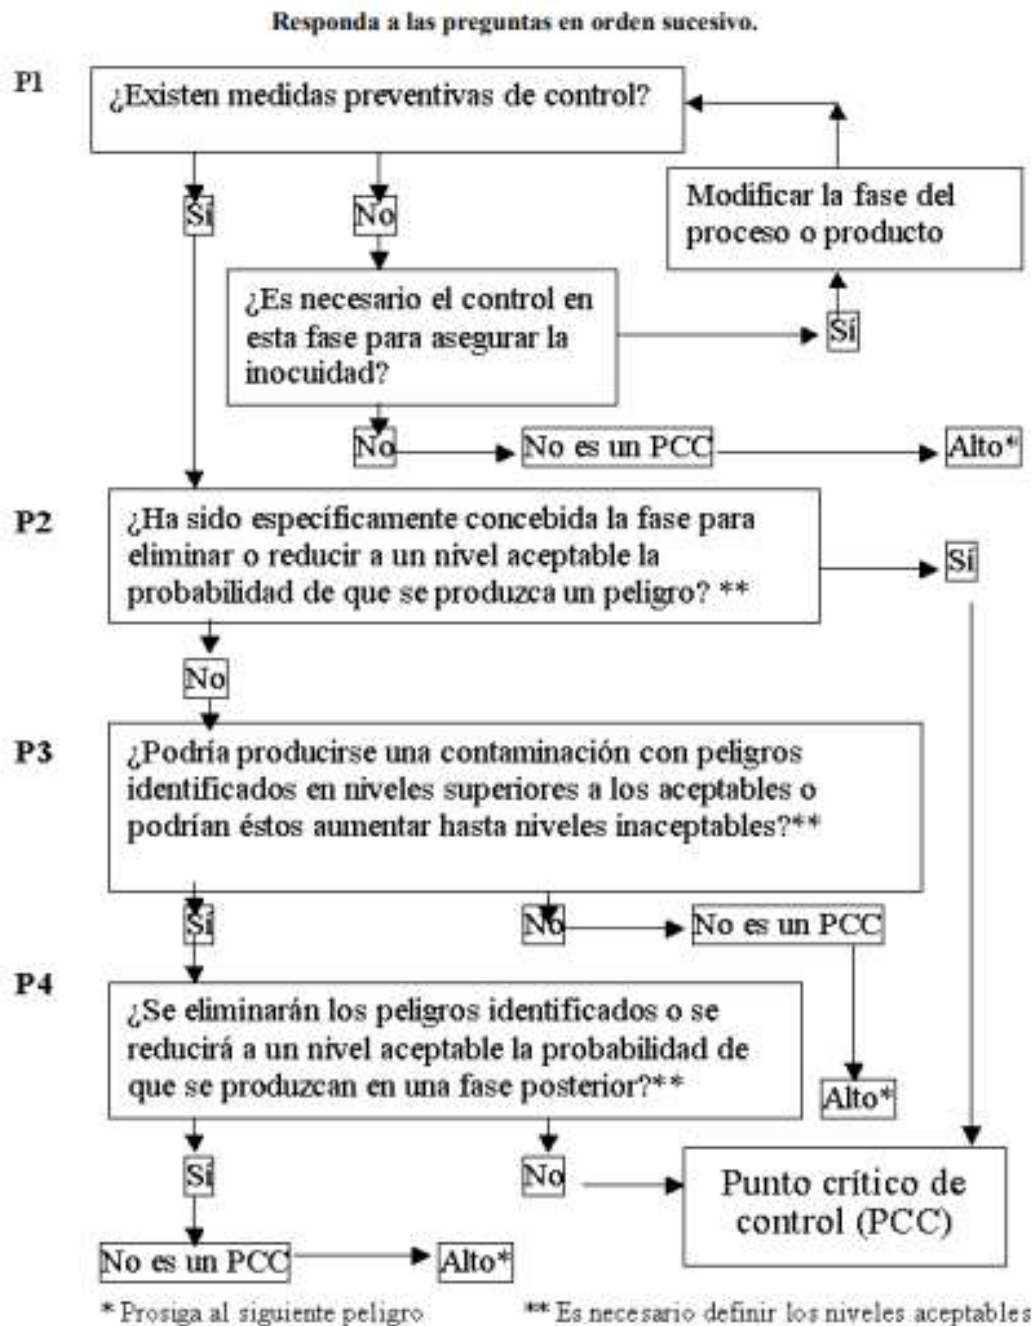 Responda a las preguntas en orden sucesivo.
P1
¿Existen medidas preventivas de control?
Sí
No
Modificar la fase del
proceso o producto
¿Es necesario el control en
esta fase para asegurar la
inocuidad?
Sí
No
No es un PCC
Alto*
P2
¿Ha sido específicamente concebida la fase para
eliminar o reducir a un nivel aceptable la
probabilidad de que se produzca un peligro? **
Sí
No
P3
¿Podría producirse una contaminación con peligros
identificados en niveles superiores a los aceptables o
podrían éstos aumentar hasta niveles inaceptables?**
Sí
No
No es un PCC
Alto*
P4
¿Se eliminarán los peligros identificados o se
reducirá a un nivel aceptable la probabilidad de
que se produzcan en una fase posterior?**
Sí
No
Punto crítico de
control (PCC)
No es un PCC
Alto*
* Prosiga al siguiente peligro
** Es necesario definir los niveles aceptables